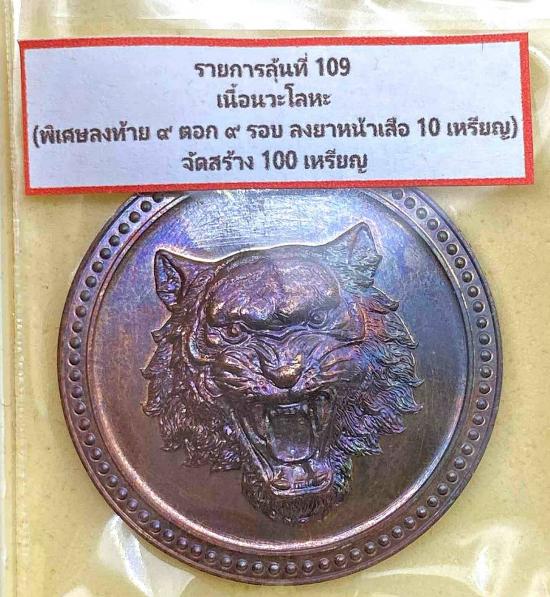 รายการลุ้นที่ 109
เนื้อนวะโลหะ
(พิเศษลงท้าย ๙ ตอก ๙ รอบ ลงยาหน้าเสือ 10 เหรียญ)
จัดสร้าง 100 เหรียญ